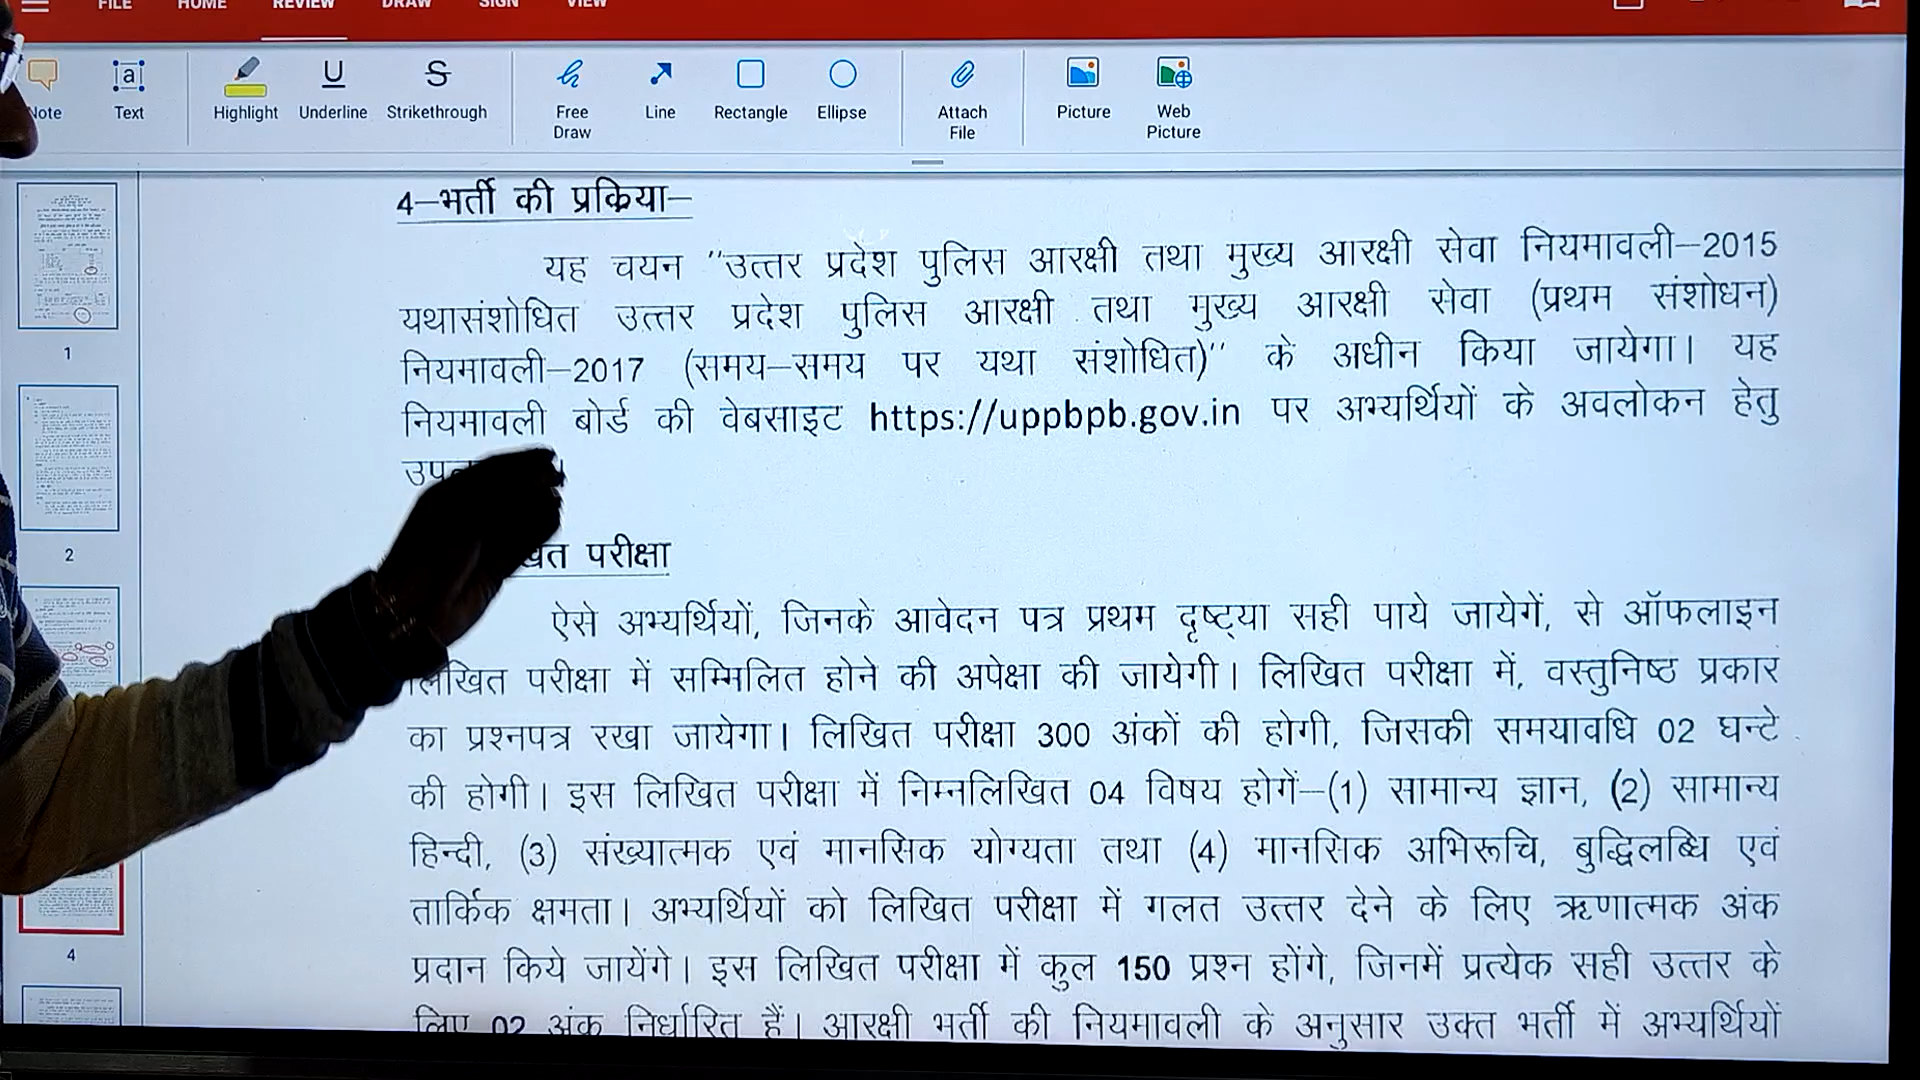 FILE HOME REVIEW DRAW SIGN VIEW
Note Text Highlight Underline Strikethrough Free Draw Line Rectangle Ellipse Attach File Picture Web Picture
4–भर्ती की प्रक्रिया–
यह चयन "उत्तर प्रदेश पुलिस आरक्षी तथा मुख्य आरक्षी सेवा नियमावली–2015
यथासंशोधित उत्तर प्रदेश पुलिस आरक्षी तथा मुख्य आरक्षी सेवा (प्रथम संशोधन)
नियमावली–2017 (समय–समय पर यथा संशोधित)" के अधीन किया जायेगा। यह
नियमावली बोर्ड की वेबसाइट https://uppbpb.gov.in पर अभ्यर्थियों के अवलोकन हेतु
परीक्षा
ऐसे अभ्यर्थियों, जिनके आवेदन पत्र प्रथम दृष्ट्या सही पाये जायेगें, से ऑफलाइन
लिखित परीक्षा में सम्मिलित होने की अपेक्षा की जायेगी। लिखित परीक्षा में, वस्तुनिष्ठ प्रकार
का प्रश्नपत्र रखा जायेगा। लिखित परीक्षा 300 अंकों की होगी, जिसकी समयावधि 02 घन्टे
की होगी। इस लिखित परीक्षा में निम्नलिखित 04 विषय होगें–(1) सामान्य ज्ञान, (2) सामान्य
हिन्दी, (3) संख्यात्मक एवं मानसिक योग्यता तथा (4) मानसिक अभिरूचि, बुद्धिलब्धि एवं
तार्किक क्षमता। अभ्यर्थियों को लिखित परीक्षा में गलत उत्तर देने के लिए ऋणात्मक अंक
प्रदान किये जायेंगे। इस लिखित परीक्षा में कुल 150 प्रश्न होंगे, जिनमें प्रत्येक सही उत्तर के
लिए 02 अंक निर्धारित हैं। आरक्षी भर्ती की नियमावली के अनुसार उक्त भर्ती में अभ्यर्थियों
1
2
4